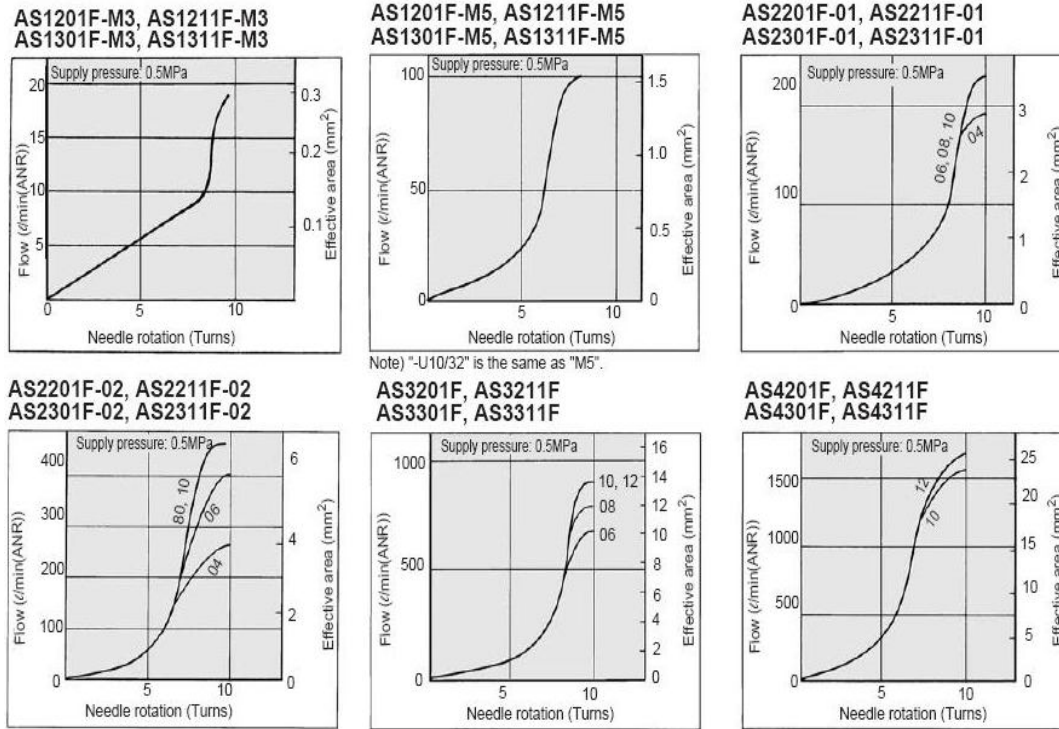 AS1201F-M3, AS1211F-M3
AS1301F-M3, AS1311F-M3
Supply pressure: 0.5MPa
20
15
10
5
0
5
10
0.3
0.2
0.1
Flow (ℓ/min(ANR))
Effective area (mm²)
Needle rotation (Turns)
AS1201F-M5, AS1211F-M5
AS1301F-M5, AS1311F-M5
Supply pressure: 0.5MPa
100
50
0
5
10
1.5
1.0
0.5
0
Flow (ℓ/min(ANR))
Effective area (mm²)
Needle rotation (Turns)
Note) "-U10/32" is the same as "M5".
AS2201F-01, AS2211F-01
AS2301F-01, AS2311F-01
Supply pressure: 0.5MPa
200
100
0
5
10
3
2
1
0
06, 08, 10
04
Flow (ℓ/min(ANR))
Effective area (mm²)
Needle rotation (Turns)
AS2201F-02, AS2211F-02
AS2301F-02, AS2311F-02
Supply pressure: 0.5MPa
400
300
200
100
0
5
10
6
4
2
0
80, 10
06
04
Flow (ℓ/min(ANR))
Effective area (mm²)
Needle rotation (Turns)
AS3201F, AS3211F
AS3301F, AS3311F
Supply pressure: 0.5MPa
1000
500
0
5
10
16
14
12
10
8
6
4
2
0
10, 12
08
06
Flow (ℓ/min(ANR))
Effective area (mm²)
Needle rotation (Turns)
AS4201F, AS4211F
AS4301F, AS4311F
Supply pressure: 0.5MPa
1500
1000
500
0
5
10
25
20
15
10
5
0
12
10
Flow (ℓ/min(ANR))
Effective area (mm²)
Needle rotation (Turns)